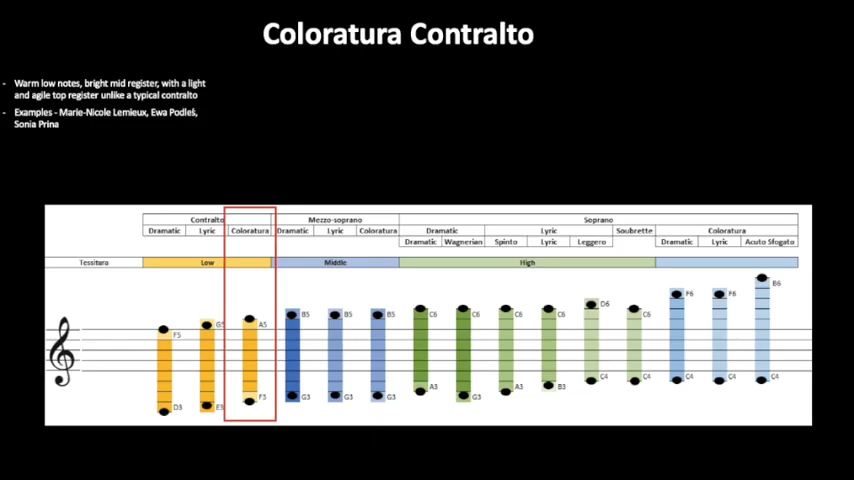 Coloratura Contralto
- Warm low notes, bright mid register, with a light
and agile top register unlike a typical contralto
- Examples - Marie-Nicole Lemieux, Ewa Podleś,
Sonia Prina
Contralto Mezzo-soprano Soprano
Dramatic Lyric Coloratura Dramatic Lyric Coloratura Dramatic Lyric Soubrette Coloratura
Dramatic Wagnerian Spinto Lyric Leggero Dramatic Lyric Acuto Sfogato
Tessitura Low Middle High
F5 G5 A5 B5 B5 B5 C6 C6 C6 C6 D6 C6 F6 F6 B6
D3 E3 F3 G3 G3 G3 A3 G3 A3 B3 C4 C4 C4 C4 C4